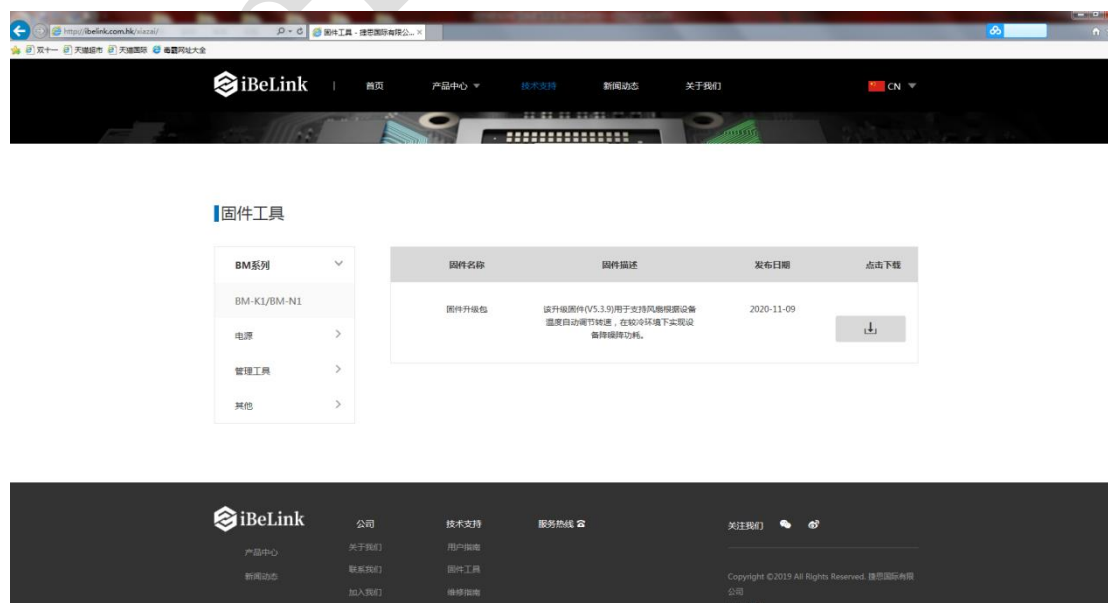 http://ibelink.com.hk/xiazai/
固件工具 - 捷恩国际有限公... ×
双十一 天猫超市 天猫国际 毒霸网址大全
iBeLink | 首页 产品中心 技术支持 新闻动态 关于我们 CN
固件工具
BM系列
BM-K1/BM-N1
电源
管理工具
其他
固件名称 固件描述 发布日期 点击下载
固件升级包 该升级固件(V5.3.9)用于支持风扇根据设备 2020-11-09
温度自动调节转速，在较冷环境下实现设
备降噪降功耗。
iBeLink
产品中心
新闻动态
公司
关于我们
联系我们
加入我们
技术支持
用户指南
固件工具
维修指南
服务热线
关注我们
Copyright ©2019 All Rights Reserved. 捷恩国际有限
公司